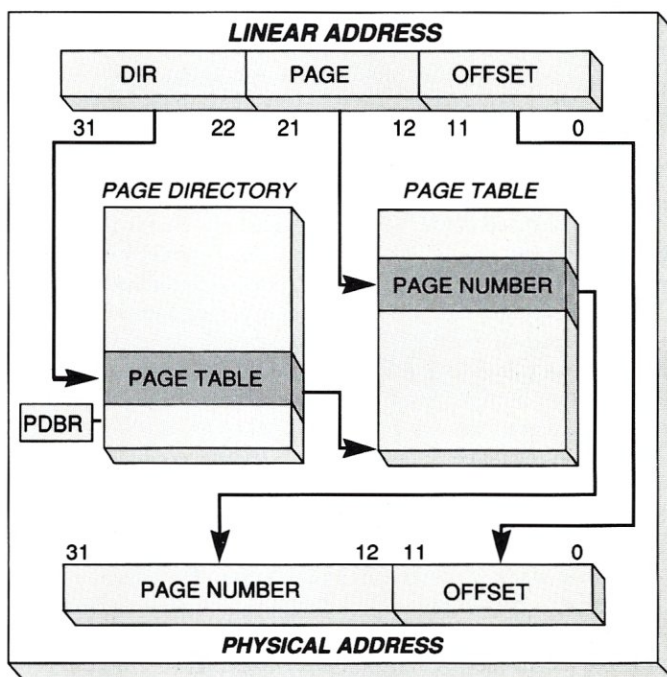 LINEAR ADDRESS
DIR PAGE OFFSET
31 22 21 12 11 0
PAGE DIRECTORY PAGE TABLE
PAGE NUMBER
PAGE TABLE
PDBR
31 12 11 0
PAGE NUMBER OFFSET
PHYSICAL ADDRESS